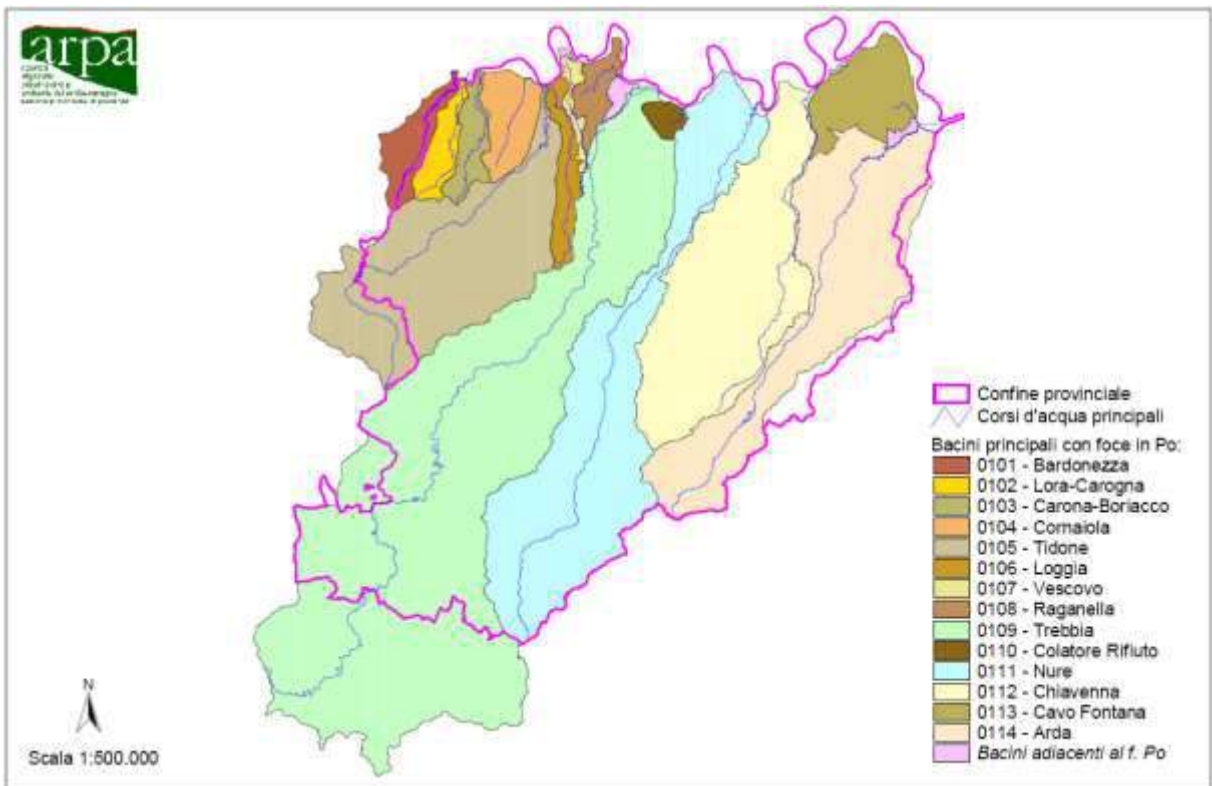 arpa
Confine provinciale
Corsi d'acqua principali
Bacini principali con foce in Po:
0101 - Bardonezza
0102 - Lora-Carogna
0103 - Carona-Boriacco
0104 - Cornaiola
0105 - Tidone
0106 - Loggia
0107 - Vescovo
0108 - Raganella
0109 - Trebbia
0110 - Colatore Rifiuto
0111 - Nure
0112 - Chiavenna
0113 - Cavo Fontana
0114 - Arda
Bacini adiacenti al f. Po
N
Scala 1:500.000